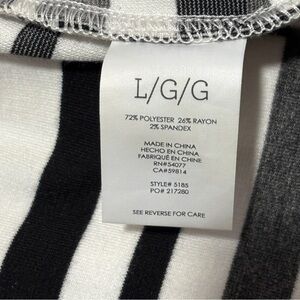 L/G/G
72% POLYESTER 26% RAYON
2% SPANDEX
MADE IN CHINA
HECHO EN CHINA
FABRIQUÉ EN CHINE
RN#54077
CA#59814
STYLE# 5185
PO# 217280
SEE REVERSE FOR CARE